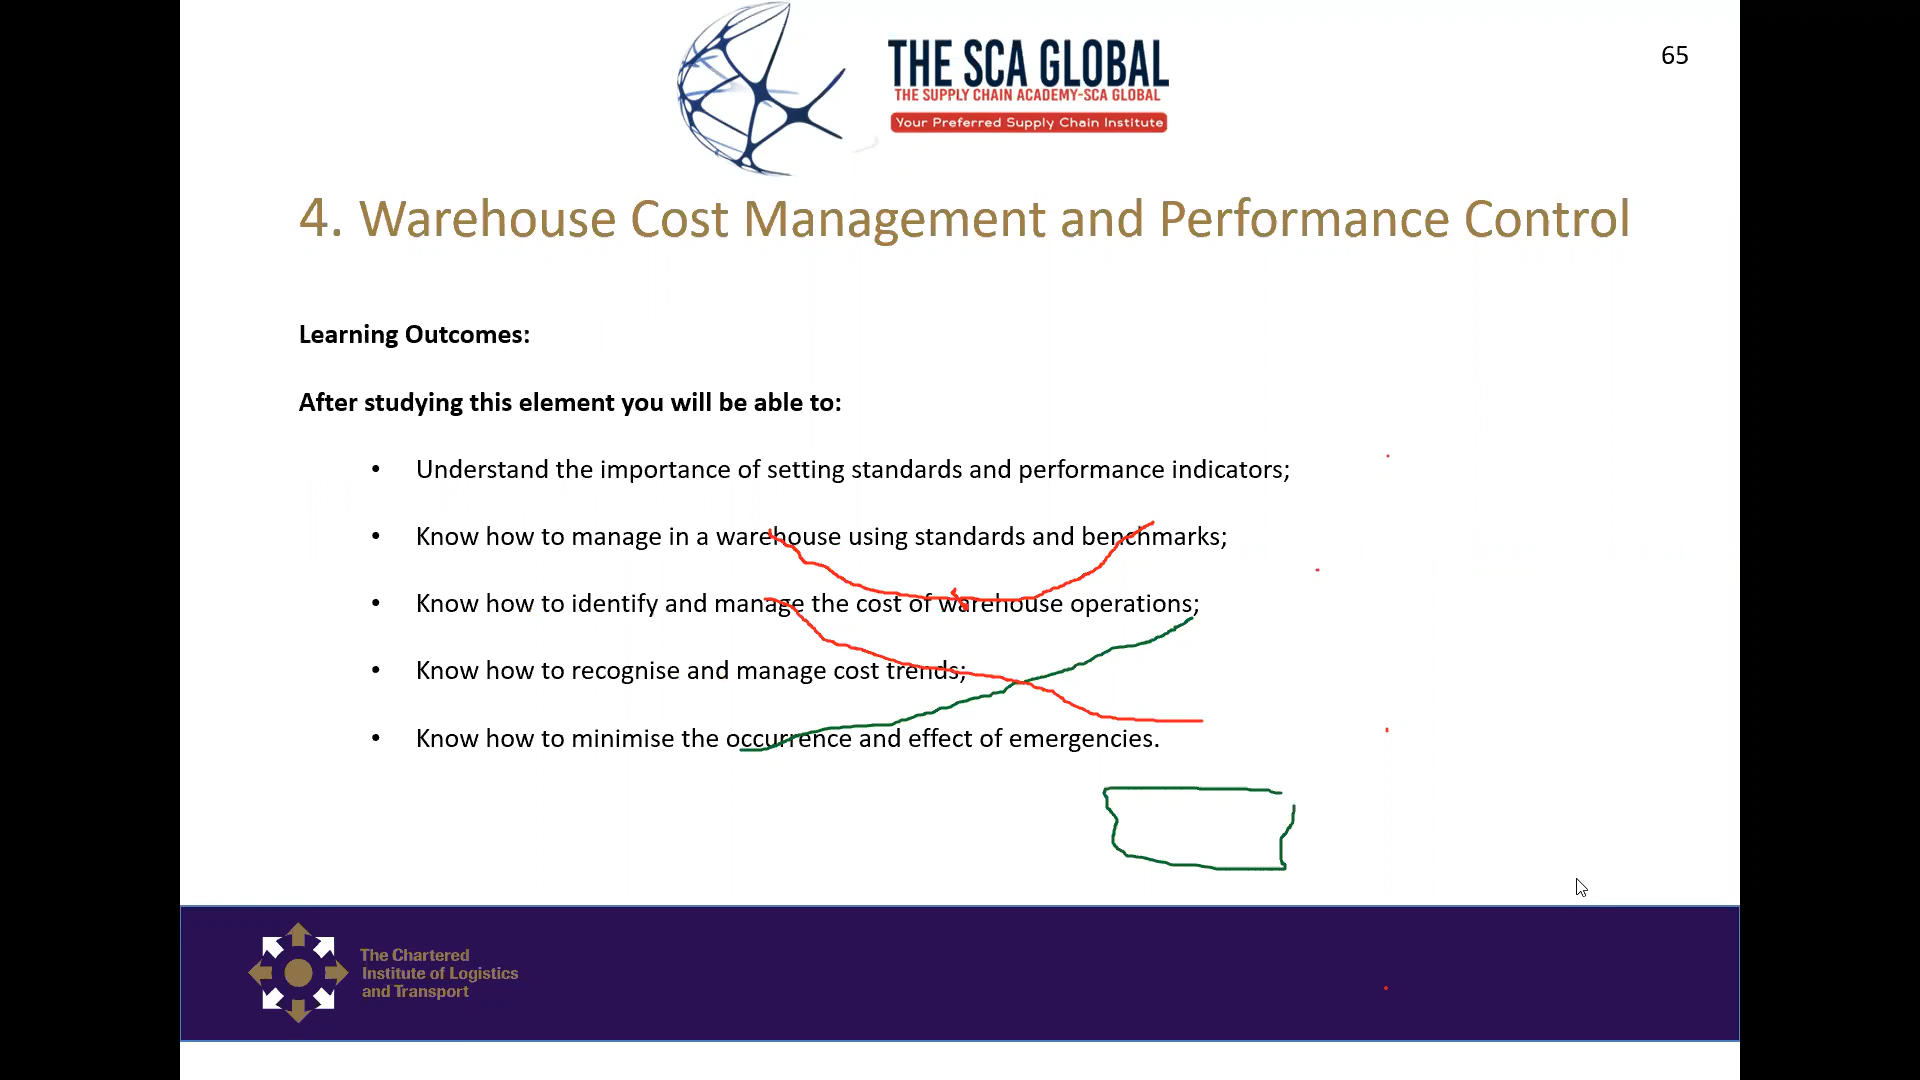 THE SCA GLOBAL
THE SUPPLY CHAIN ACADEMY-SCA GLOBAL
Your Preferred Supply Chain Institute
65
4. Warehouse Cost Management and Performance Control
Learning Outcomes:
After studying this element you will be able to:
• Understand the importance of setting standards and performance indicators;
• Know how to manage in a warehouse using standards and benchmarks;
• Know how to identify and manage the cost of warehouse operations;
• Know how to recognise and manage cost trends;
• Know how to minimise the occurrence and effect of emergencies.
The Chartered
Institute of Logistics
and Transport